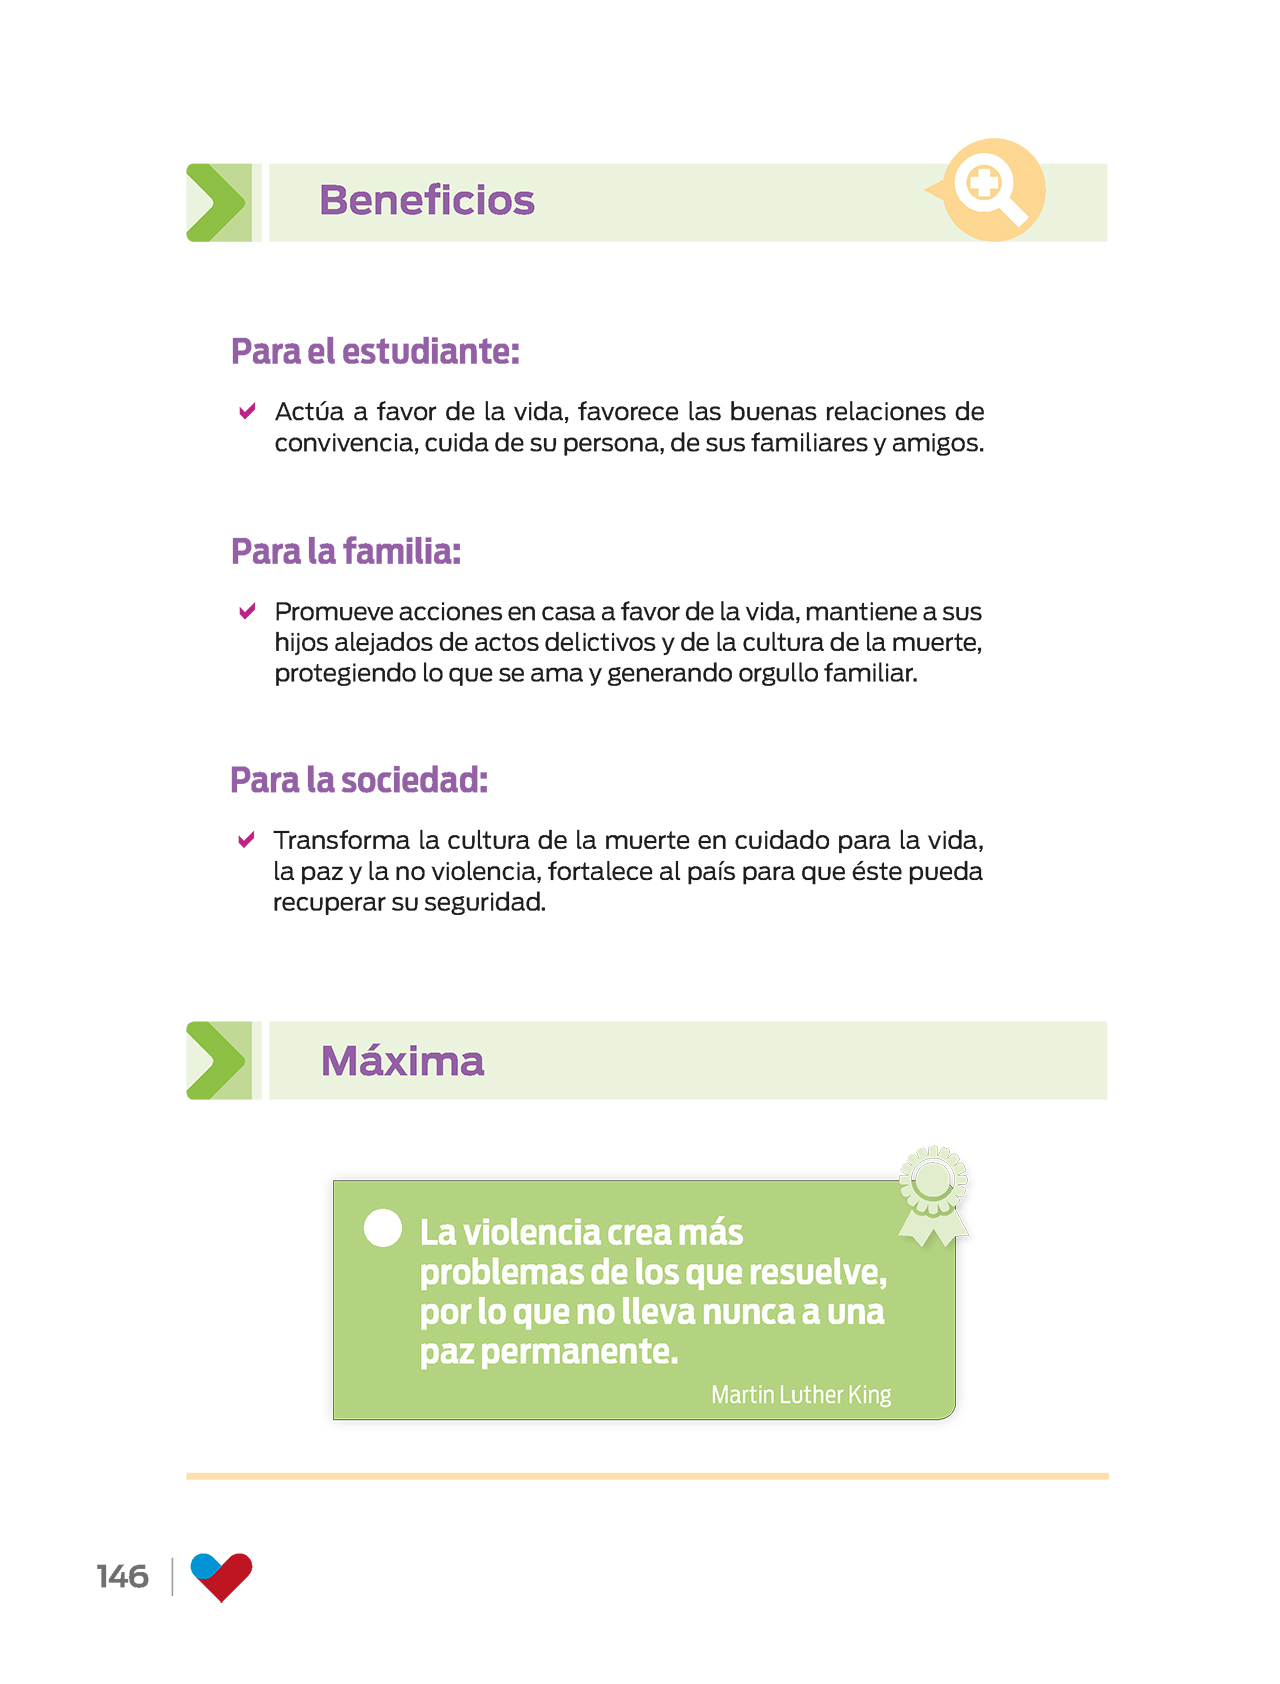 Beneficios
Para el estudiante:
Actúa a favor de la vida, favorece las buenas relaciones de
convivencia, cuida de su persona, de sus familiares y amigos.
Para la familia:
Promueve acciones en casa a favor de la vida, mantiene a sus
hijos alejados de actos delictivos y de la cultura de la muerte,
protegiendo lo que se ama y generando orgullo familiar.
Para la sociedad:
Transforma la cultura de la muerte en cuidado para la vida,
la paz y la no violencia, fortalece al país para que éste pueda
recuperar su seguridad.
Máxima
La violencia crea más
problemas de los que resuelve,
por lo que no lleva nunca a una
paz permanente.
Martin Luther King
146